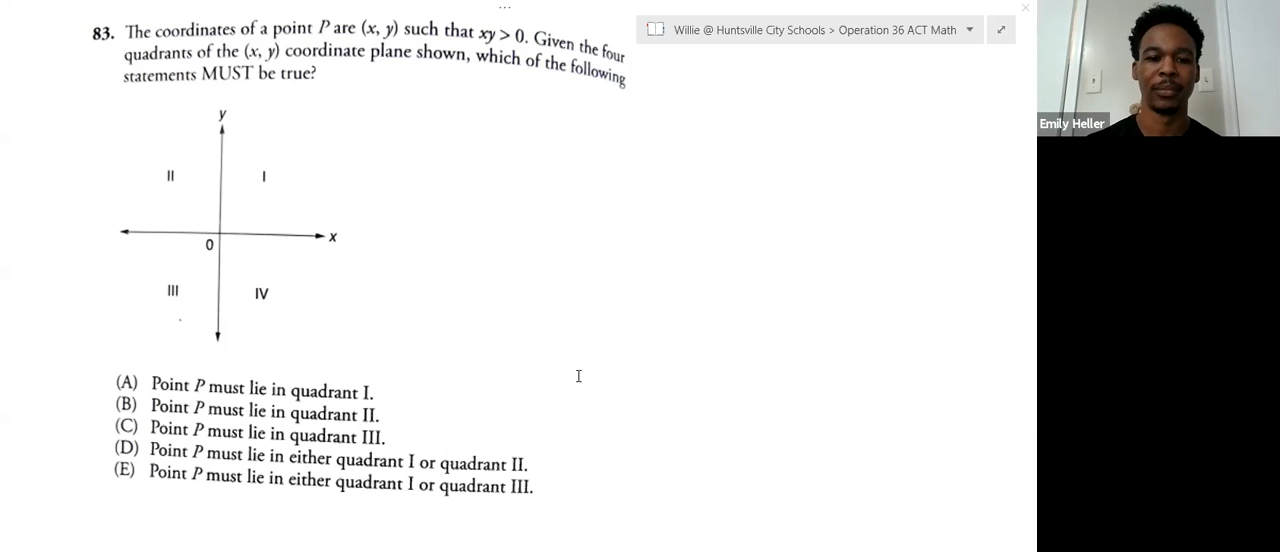 83. The coordinates of a point P are (x, y) such that xy > 0. Given the four
quadrants of the (x, y) coordinate plane shown, which of the following
statements MUST be true?
Willie @ Huntsville City Schools > Operation 36 ACT Math
Emily Heller
y
II
I
0
x
III
IV
(A) Point P must lie in quadrant I.
(B) Point P must lie in quadrant II.
(C) Point P must lie in quadrant III.
(D) Point P must lie in either quadrant I or quadrant II.
(E) Point P must lie in either quadrant I or quadrant III.